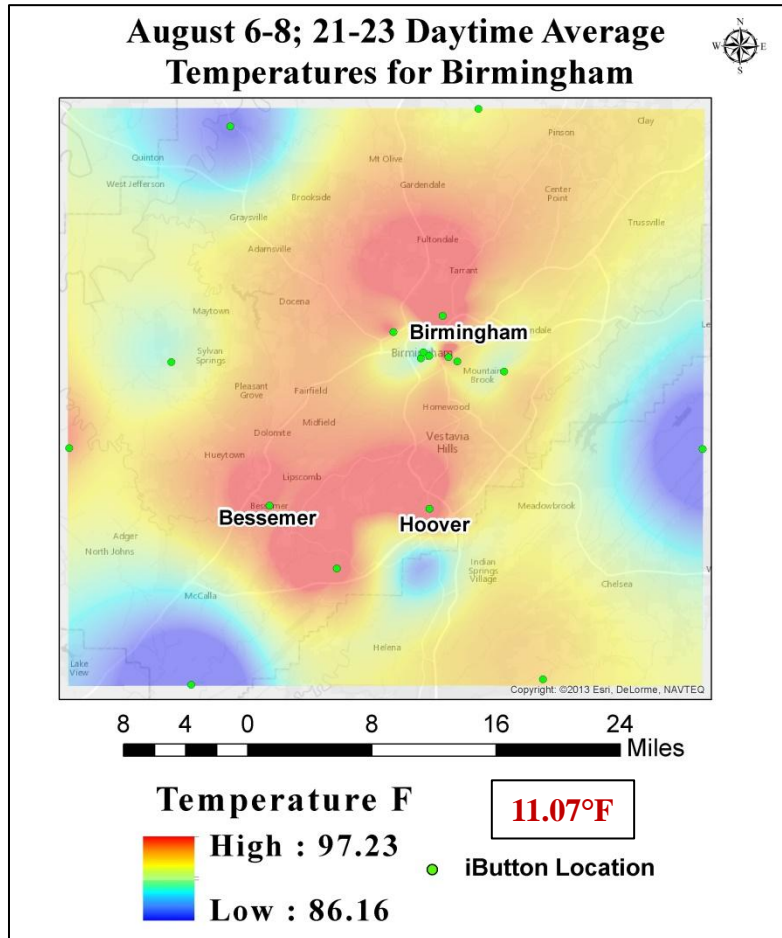 August 6-8; 21-23 Daytime Average
Temperatures for Birmingham
N
W
E
S
Clay
Pinson
Quinton
Mt Olive
West Jefferson
Gardendale
Center
Point
Brookside
Graysville
Trussville
Fultondale
Adamsville
Tarrant
Docena
Maytown
Birmingham
ndale
Birmingham
Sylvan
Springs
Mountain
Brook
Pleasant
Grove
Fairfield
Homewood
Midfield
Dolomite
Vestavia
Hills
Hueytown
Lipscomb
Bessemer
Meadowbrook
Bessemer
Hoover
Adger
North Johns
Indian
Springs
Village
Chelsea
McCalla
Helena
Lake
View
Copyright: ©2013 Esri, DeLorme, NAVTEQ
8 4 0 8 16 24
Miles
Temperature F
11.07°F
High : 97.23
iButton Location
Low : 86.16